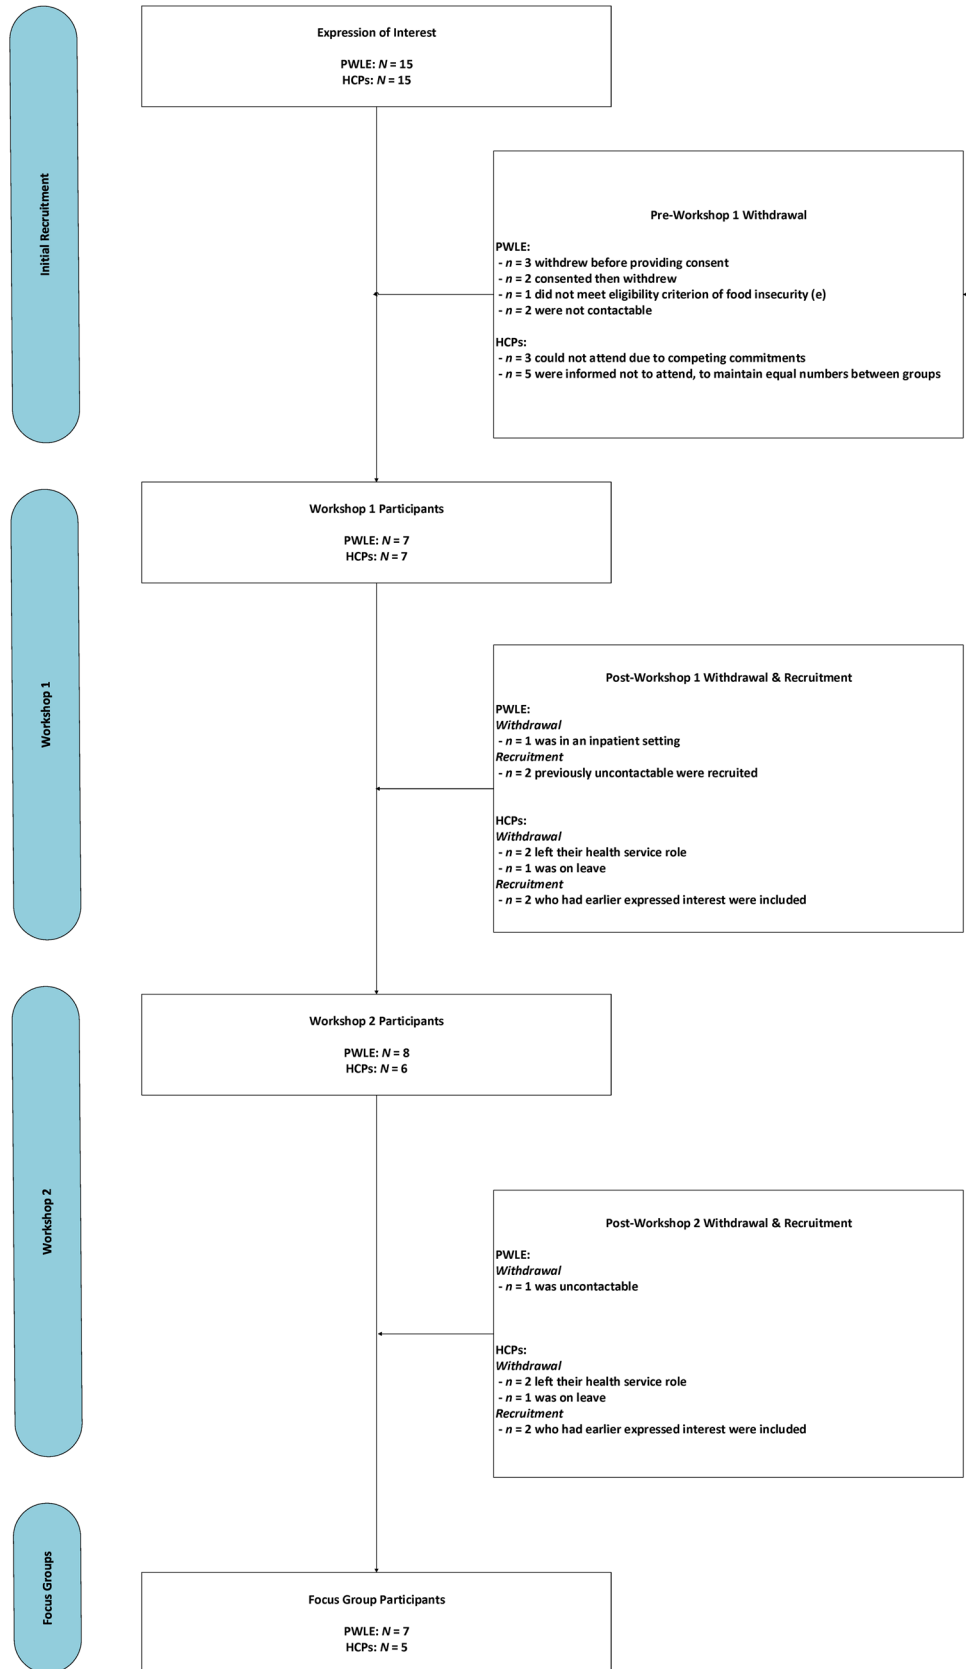 Initial Recruitment
Expression of Interest
PWLE: N = 15
HCPs: N = 15
Pre-Workshop 1 Withdrawal
PWLE:
- n = 3 withdrew before providing consent
- n = 2 consented then withdrew
- n = 1 did not meet eligibility criterion of food insecurity (e)
- n = 2 were not contactable
HCPs:
- n = 3 could not attend due to competing commitments
- n = 5 were informed not to attend, to maintain equal numbers between groups
Workshop 1
Workshop 1 Participants
PWLE: N = 7
HCPs: N = 7
Post-Workshop 1 Withdrawal & Recruitment
PWLE:
Withdrawal
- n = 1 was in an inpatient setting
Recruitment
- n = 2 previously uncontactable were recruited
HCPs:
Withdrawal
- n = 2 left their health service role
- n = 1 was on leave
Recruitment
- n = 2 who had earlier expressed interest were included
Workshop 2
Workshop 2 Participants
PWLE: N = 8
HCPs: N = 6
Post-Workshop 2 Withdrawal & Recruitment
PWLE:
Withdrawal
- n = 1 was uncontactable
HCPs:
Withdrawal
- n = 2 left their health service role
- n = 1 was on leave
Recruitment
- n = 2 who had earlier expressed interest were included
Focus Groups
Focus Group Participants
PWLE: N = 7
HCPs: N = 5